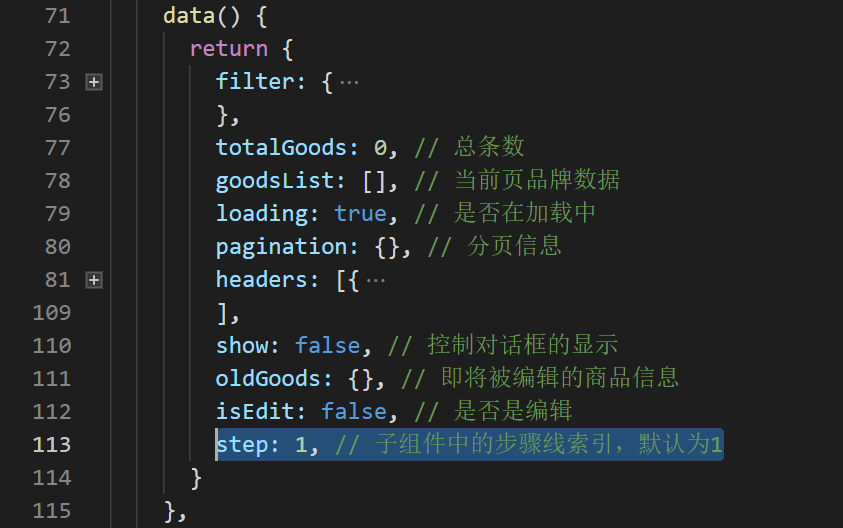 71 data() {
72 return {
73 filter: {···
76 },
77 totalGoods: 0, // 总条数
78 goodsList: [], // 当前页品牌数据
79 loading: true, // 是否在加载中
80 pagination: {}, // 分页信息
81 headers: [{···
109 ],
110 show: false, // 控制对话框的显示
111 oldGoods: {}, // 即将被编辑的商品信息
112 isEdit: false, // 是否是编辑
113 step: 1, // 子组件中的步骤线索引，默认为1
114 }
115 },